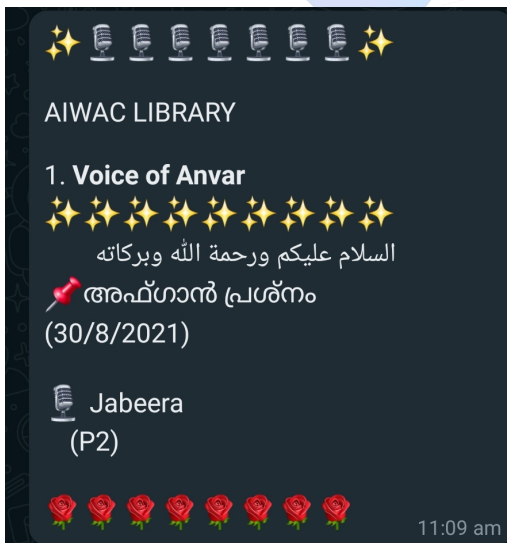 ✨🎙️🎙️🎙️🎙️🎙️🎙️🎙️✨
AIWAC LIBRARY
1. Voice of Anvar
✨✨✨✨✨✨✨✨✨
السلام عليكم ورحمة الله وبركاته
📌അഫ്ഗാൻ പ്രശ്നം
(30/8/2021)
🎙️ Jabeera
(P2)
🌹🌹🌹🌹🌹🌹🌹🌹
11:09 am